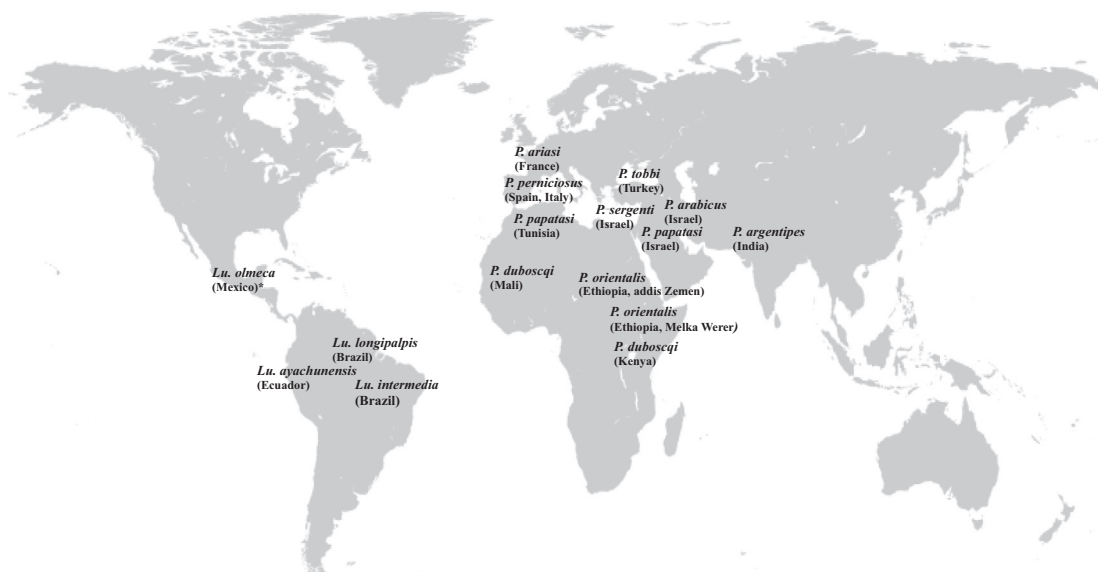 P. ariasi
(France)
P. tobbi
(Turkey)
P. perniciosus
(Spain, Italy)
P. sergenti
(Israel)
P. arabicus
(Israel)
P. papatasi
(Tunisia)
P. papatasi
(Israel)
P. argentipes
(India)
Lu. olmeca
(Mexico)*
P. duboscqi
(Mali)
P. orientalis
(Ethiopia, addis Zemen)
P. orientalis
(Ethiopia, Melka Werer)
P. duboscqi
(Kenya)
Lu. longipalpis
(Brazil)
Lu. ayachunensis
(Ecuador)
Lu. intermedia
(Brazil)